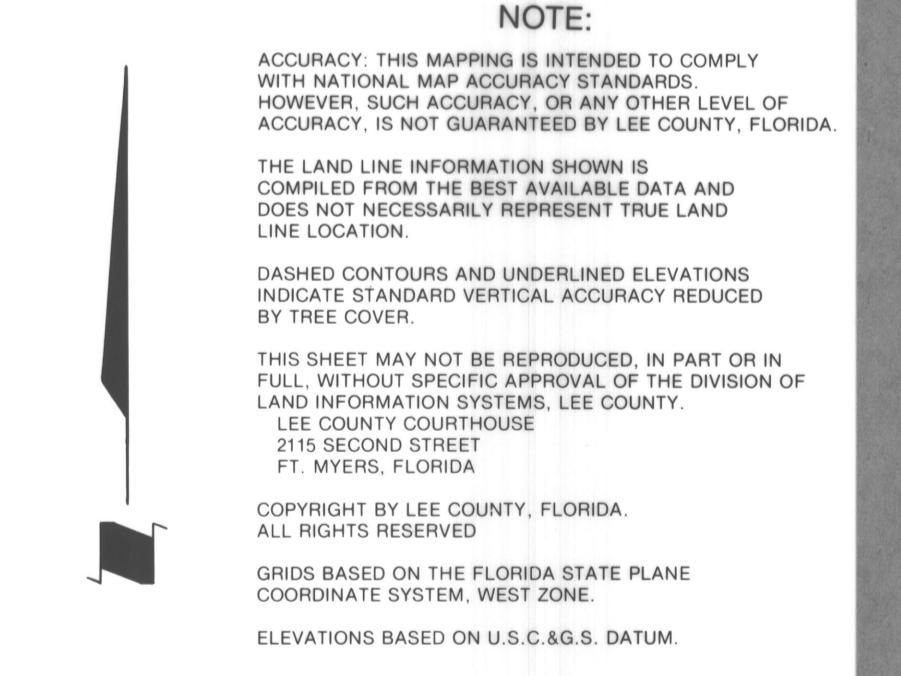 NOTE:
ACCURACY: THIS MAPPING IS INTENDED TO COMPLY
WITH NATIONAL MAP ACCURACY STANDARDS.
HOWEVER, SUCH ACCURACY, OR ANY OTHER LEVEL OF
ACCURACY, IS NOT GUARANTEED BY LEE COUNTY, FLORIDA.
THE LAND LINE INFORMATION SHOWN IS
COMPILED FROM THE BEST AVAILABLE DATA AND
DOES NOT NECESSARILY REPRESENT TRUE LAND
LINE LOCATION.
DASHED CONTOURS AND UNDERLINED ELEVATIONS
INDICATE STANDARD VERTICAL ACCURACY REDUCED
BY TREE COVER.
THIS SHEET MAY NOT BE REPRODUCED, IN PART OR IN
FULL, WITHOUT SPECIFIC APPROVAL OF THE DIVISION OF
LAND INFORMATION SYSTEMS, LEE COUNTY.
LEE COUNTY COURTHOUSE
2115 SECOND STREET
FT. MYERS, FLORIDA
COPYRIGHT BY LEE COUNTY, FLORIDA.
ALL RIGHTS RESERVED
GRIDS BASED ON THE FLORIDA STATE PLANE
COORDINATE SYSTEM, WEST ZONE.
ELEVATIONS BASED ON U.S.C.&G.S. DATUM.